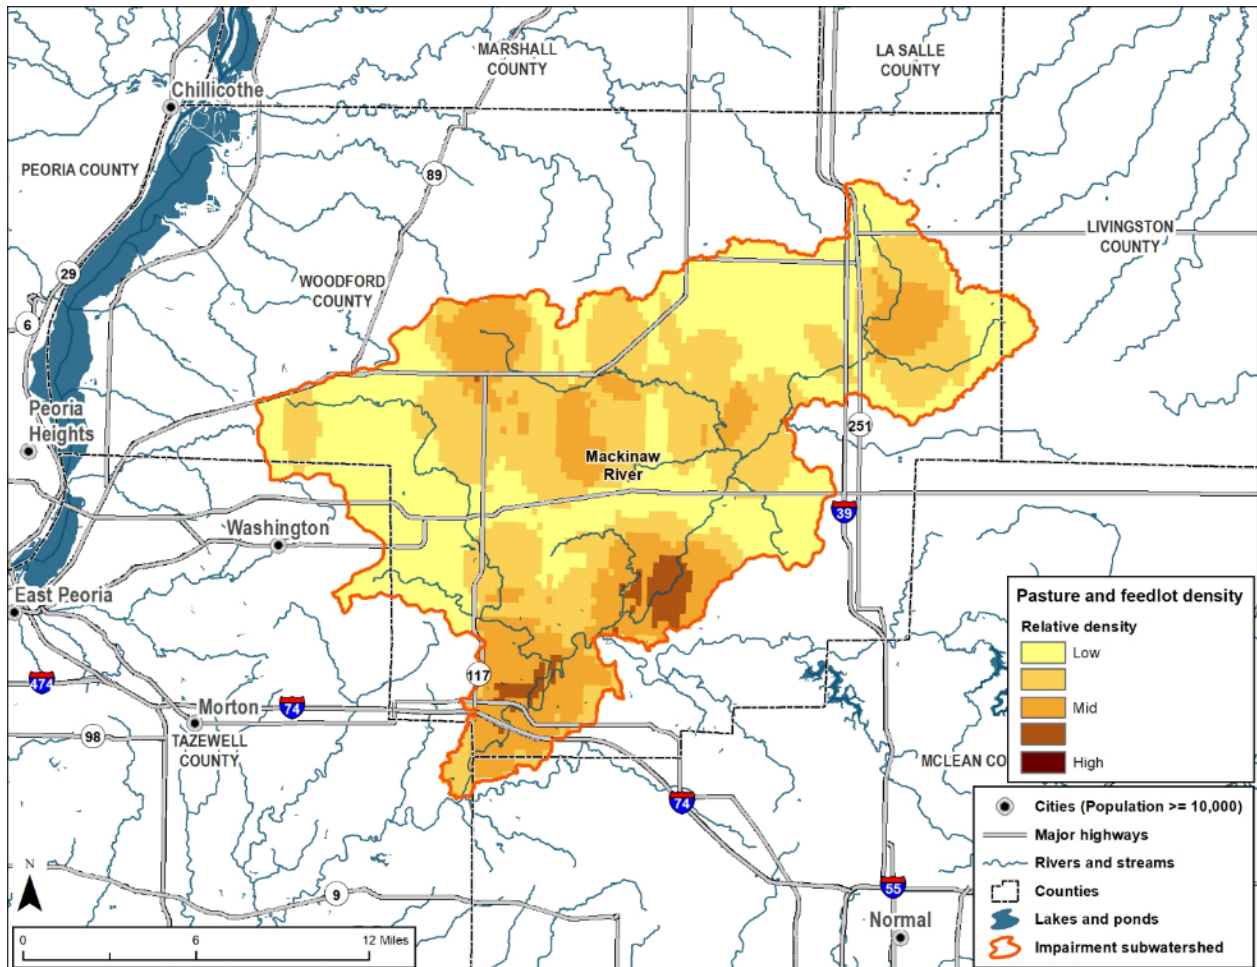 MARSHALL
COUNTY
LA SALLE
COUNTY
Chillicothe
PEORIA COUNTY
89
LIVINGSTON
COUNTY
29
WOODFORD
COUNTY
6
Peoria
Heights
251
Mackinaw
River
39
Washington
East Peoria
117
474
Morton
74
98
TAZEWELL
COUNTY
MCLEAN CO
74
9
55
Normal
N
0 6 12 Miles
Pasture and feedlot density
Relative density
Low
Mid
High
Cities (Population >= 10,000)
Major highways
Rivers and streams
Counties
Lakes and ponds
Impairment subwatershed